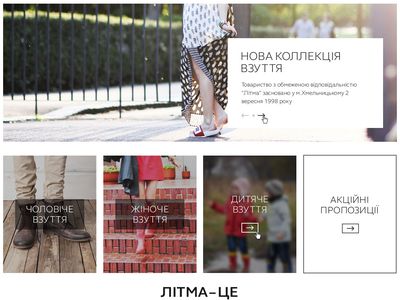 НОВА КОЛЛЕКЦІЯ
ВЗУТТЯ
Товариство з обмеженою відповідальністю
"Літма" засновано у м.Хмельницькому 2
вересня 1998 року
ЧОЛОВІЧЕ
ВЗУТТЯ
ЖІНОЧЕ
ВЗУТТЯ
ДИТЯЧЕ
ВЗУТТЯ
АКЦІЙНІ
ПРОПОЗИЦІЇ
ЛІТМА–ЦЕ